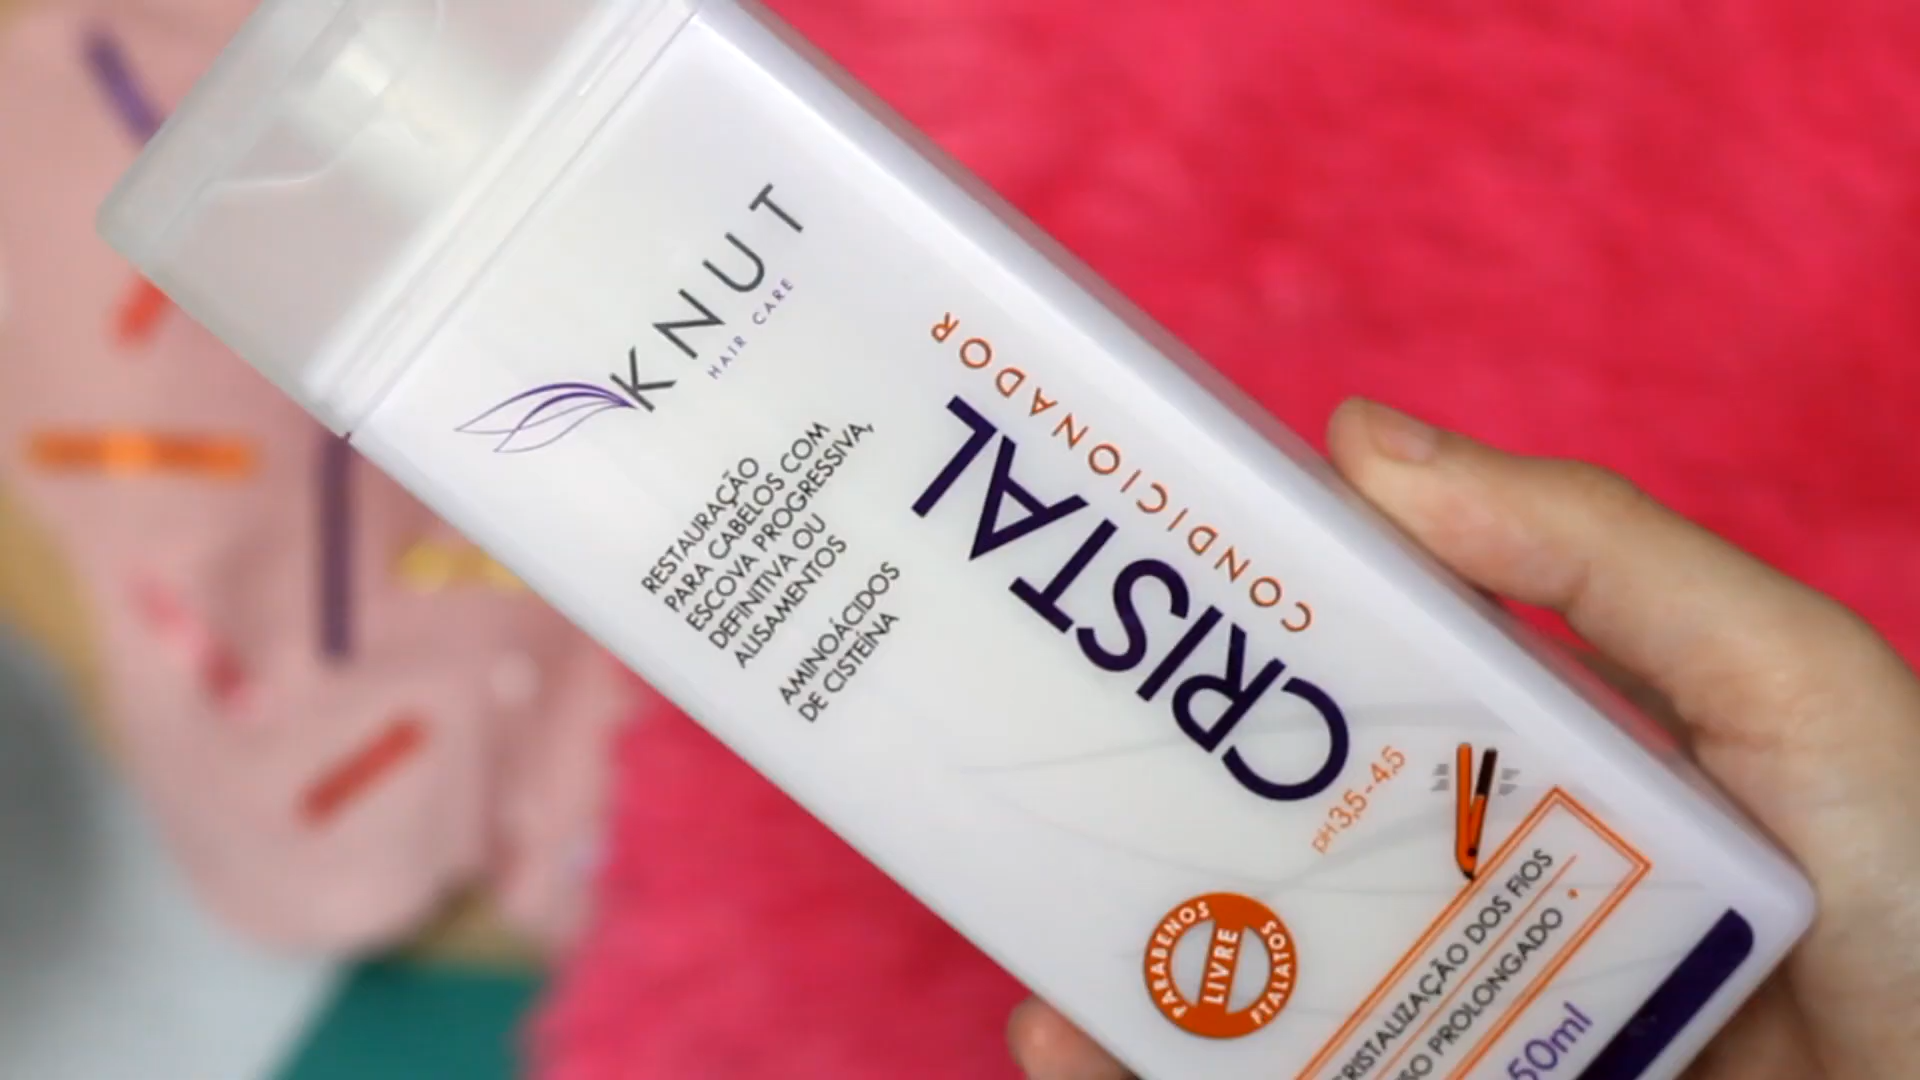 KNUT
HAIR CARE
RESTAURAÇÃO
PARA CABELOS COM
ESCOVA PROGRESSIVA,
DEFINITIVA OU
ALISAMENTOS
AMINOÁCIDOS
DE CISTEÍNA
CRISTAL
CONDICIONADOR
pH 3,5 - 4,5
PARABENOS
LIVRE
FTALATOS
CRISTALIZAÇÃO DOS FIOS
PROLONGADO
50ml